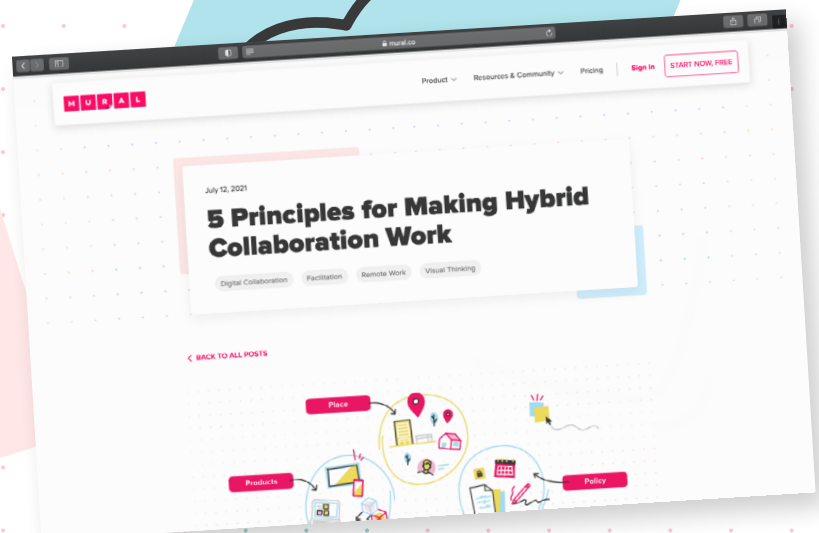 mural.co
MURAL
Product
Resources & Community
Pricing
Sign in
START NOW, FREE
July 12, 2021
5 Principles for Making Hybrid
Collaboration Work
Digital Collaboration
Facilitation
Remote Work
Visual Thinking
BACK TO ALL POSTS
Place
Products
Policy